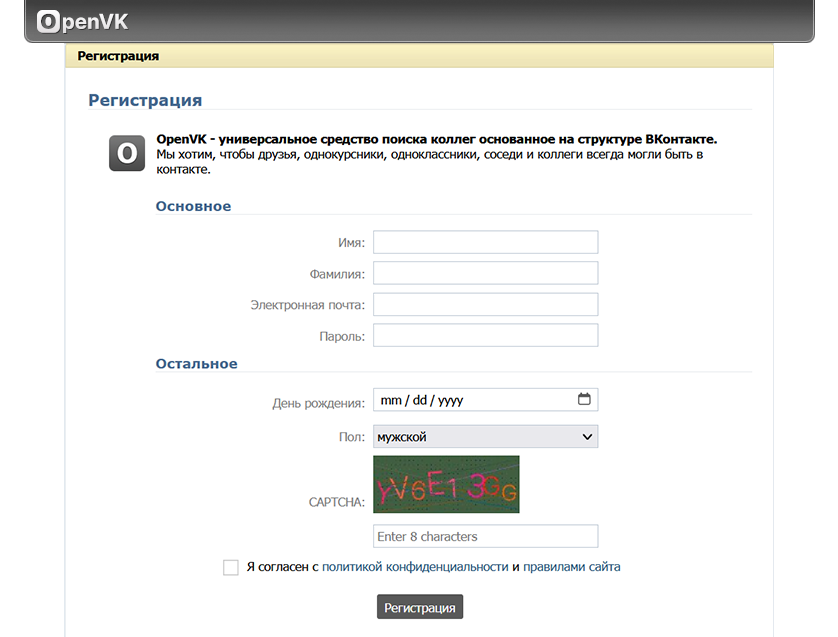 OpenVK
Регистрация
Регистрация
O
OpenVK - универсальное средство поиска коллег основанное на структуре ВКонтакте.
Мы хотим, чтобы друзья, однокурсники, одноклассники, соседи и коллеги всегда могли быть в
контакте.
Основное
Имя:
Фамилия:
Электронная почта:
Пароль:
Остальное
День рождения: mm / dd / yyyy
Пол: мужской
YV6E13GG
CAPTCHA:
Enter 8 characters
Я согласен с политикой конфиденциальности и правилами сайта
Регистрация